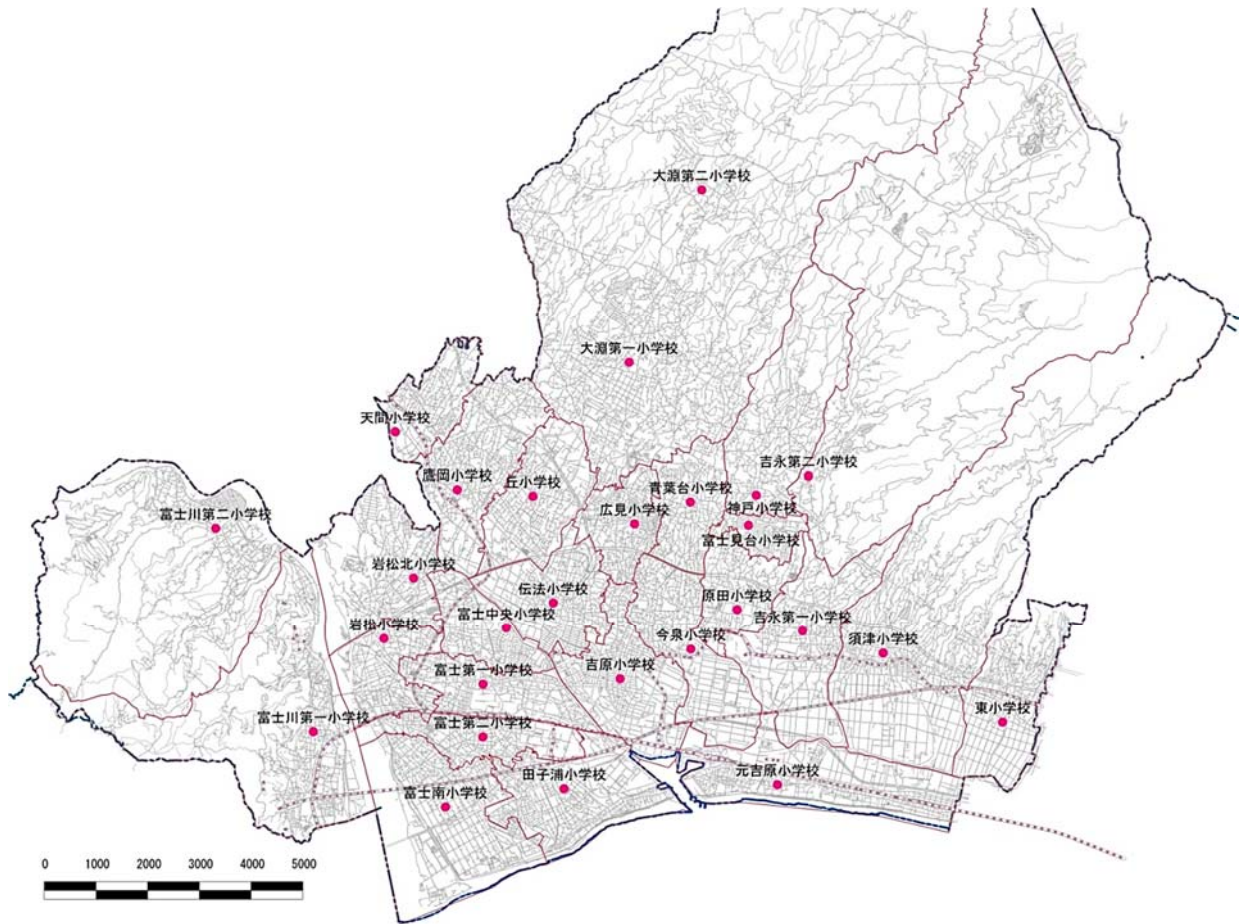 大淵第二小学校
大淵第一小学校
天間小学校
鷹岡小学校
丘小学校
吉永第二小学校
青葉台小学校
神戸小学校
広見小学校
富士川第二小学校
富士見台小学校
岩松北小学校
伝法小学校
原田小学校
富士中央小学校
吉永第一小学校
岩松小学校
今泉小学校
須津小学校
富士第一小学校
吉原小学校
富士川第一小学校
富士第二小学校
東小学校
田子浦小学校
元吉原小学校
富士南小学校
0 1000 2000 3000 4000 5000